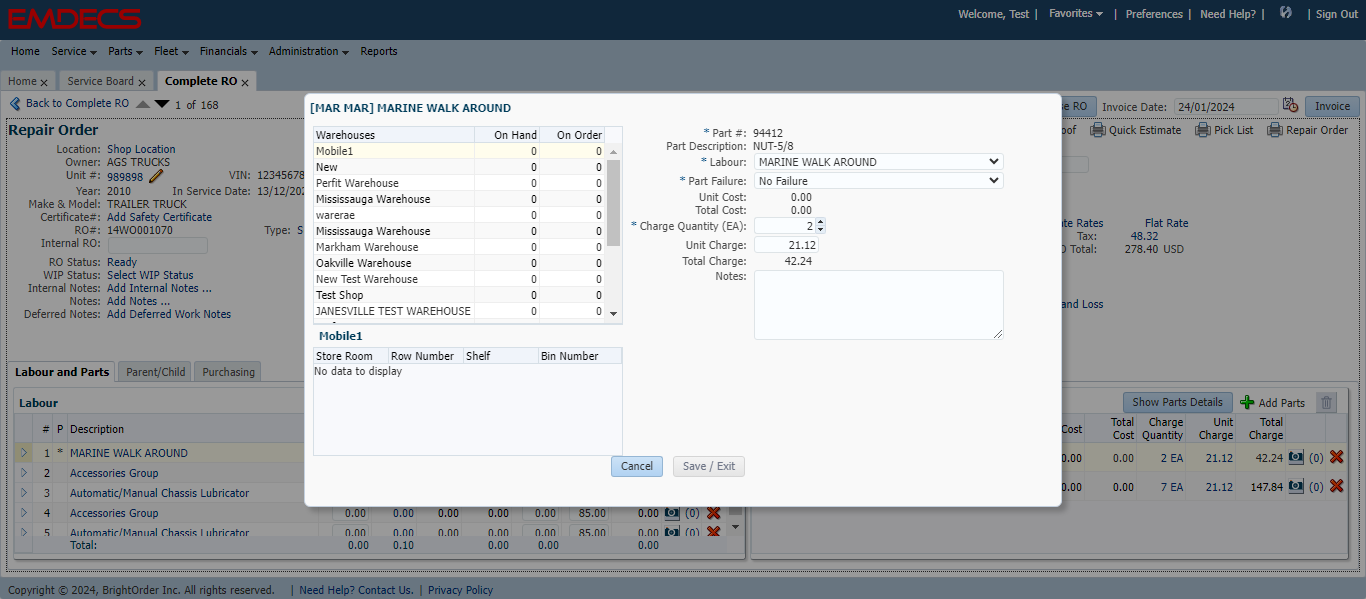 EMDECS
Welcome, Test | Favorites | Preferences | Need Help? | | Sign Out
Home Service Parts Fleet Financials Administration Reports
Home x Service Board x Complete RO x
Back to Complete RO 1 of 168
RO Invoice Date: 24/01/2024 Invoice
Repair Order
Quick Estimate Pick List Repair Order
Location: Shop Location
Owner: AGS TRUCKS
Unit #: 989898 VIN: 12345678
Year: 2010 In Service Date: 13/12/202
Make & Model: TRAILER TRUCK
Certificate#: Add Safety Certificate
RO#: 14WO001070 Type: S
Internal RO:
RO Status: Ready
WIP Status: Select WIP Status
Internal Notes: Add Internal Notes ...
Notes: Add Notes ...
Deferred Notes: Add Deferred Work Notes
[MAR MAR] MARINE WALK AROUND
Warehouses On Hand On Order
Mobile1 0 0
New 0 0
Perfit Warehouse 0 0
Mississauga Warehouse 0 0
warerae 0 0
Mississauga Warehouse 0 0
Markham Warehouse 0 0
Oakville Warehouse 0 0
New Test Warehouse 0 0
Test Shop 0 0
JANESVILLE TEST WAREHOUSE 0 0
Mobile1
Store Room Row Number Shelf Bin Number
No data to display
* Part #: 94412
Part Description: NUT-5/8
* Labour: MARINE WALK AROUND
* Part Failure: No Failure
Unit Cost: 0.00
Total Cost: 0.00
* Charge Quantity (EA): 2
Unit Charge: 21.12
Total Charge: 42.24
Notes:
Cancel Save / Exit
te Rates Flat Rate
Tax: 48.32
Total: 278.40 USD
and Loss
Labour and Parts Parent/Child Purchasing
Labour
# P Description
1 * MARINE WALK AROUND
2 Accessories Group
3 Automatic/Manual Chassis Lubricator
4 Accessories Group 0.00 0.00 0.00 0.00 0.00 85.00 0.00 (0)
5 Automatic/Manual Chassis Lubricator 0.00 0.00 0.00 0.00 0.00 85.00 0.00 (0)
Total: 0.00 0.10 0.00 0.00 0.00
Show Parts Details Add Parts
Cost Total Cost Charge Quantity Unit Charge Total Charge
0.00 0.00 2 EA 21.12 42.24 (0)
0.00 0.00 7 EA 21.12 147.84 (0)
Copyright © 2024, BrightOrder Inc. All rights reserved. | Need Help? Contact Us. | Privacy Policy